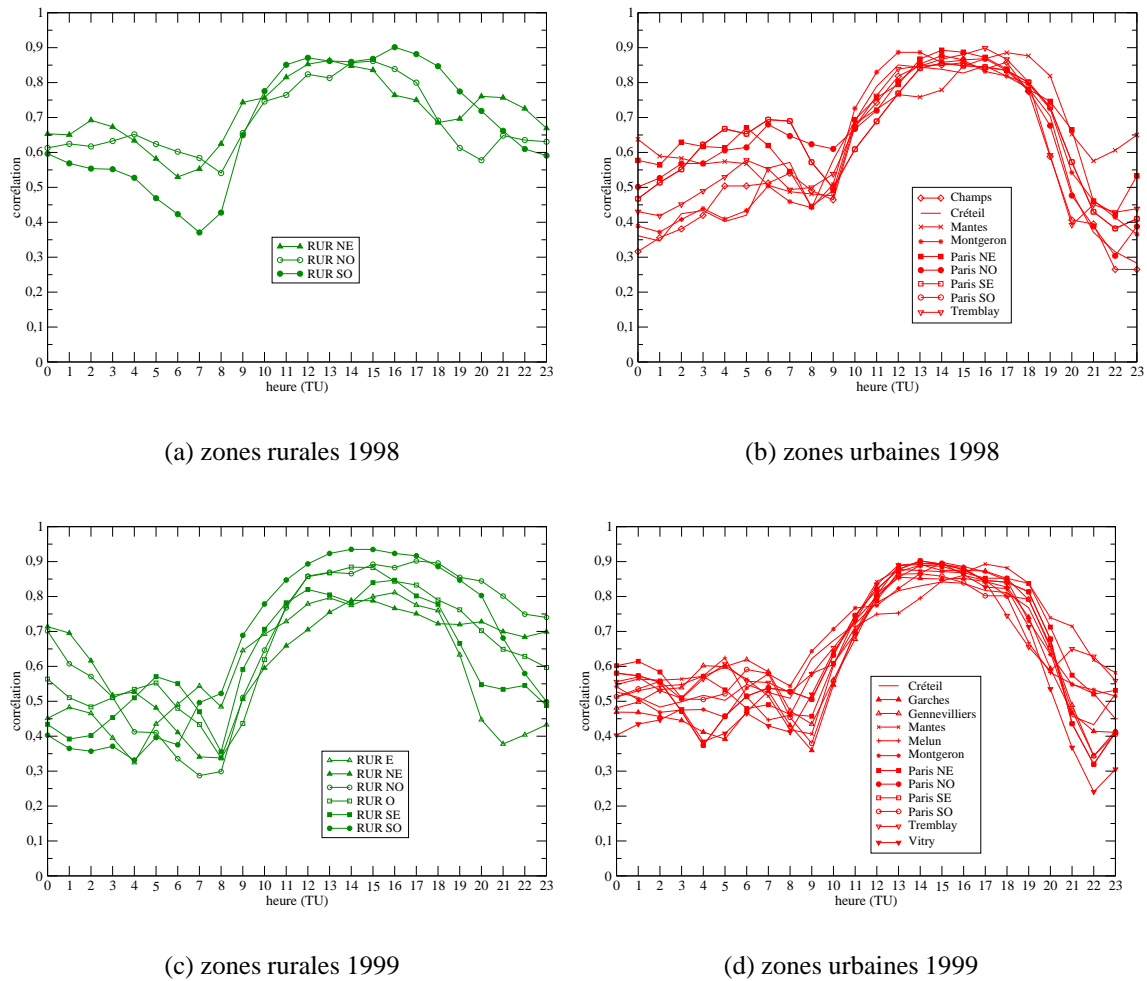 1
0,9
0,8
0,7
0,6
0,5
0,4
0,3
0,2
0,1
0
corrélation
0 1 2 3 4 5 6 7 8 9 10 11 12 13 14 15 16 17 18 19 20 21 22 23
heure (TU)
RUR NE
RUR NO
RUR SO
(a) zones rurales 1998
1
0,9
0,8
0,7
0,6
0,5
0,4
0,3
0,2
0,1
0
corrélation
0 1 2 3 4 5 6 7 8 9 10 11 12 13 14 15 16 17 18 19 20 21 22 23
heure (TU)
Champs
Créteil
Mantes
Montgeron
Paris NE
Paris NO
Paris SE
Paris SO
Tremblay
(b) zones urbaines 1998
1
0,9
0,8
0,7
0,6
0,5
0,4
0,3
0,2
0,1
0
corrélation
0 1 2 3 4 5 6 7 8 9 10 11 12 13 14 15 16 17 18 19 20 21 22 23
heure (TU)
RUR E
RUR NE
RUR NO
RUR O
RUR SE
RUR SO
(c) zones rurales 1999
1
0,9
0,8
0,7
0,6
0,5
0,4
0,3
0,2
0,1
0
corrélation
0 1 2 3 4 5 6 7 8 9 10 11 12 13 14 15 16 17 18 19 20 21 22 23
heure (TU)
Créteil
Garches
Gennevilliers
Mantes
Melun
Montgeron
Paris NE
Paris NO
Paris SE
Paris SO
Tremblay
Vitry
(d) zones urbaines 1999